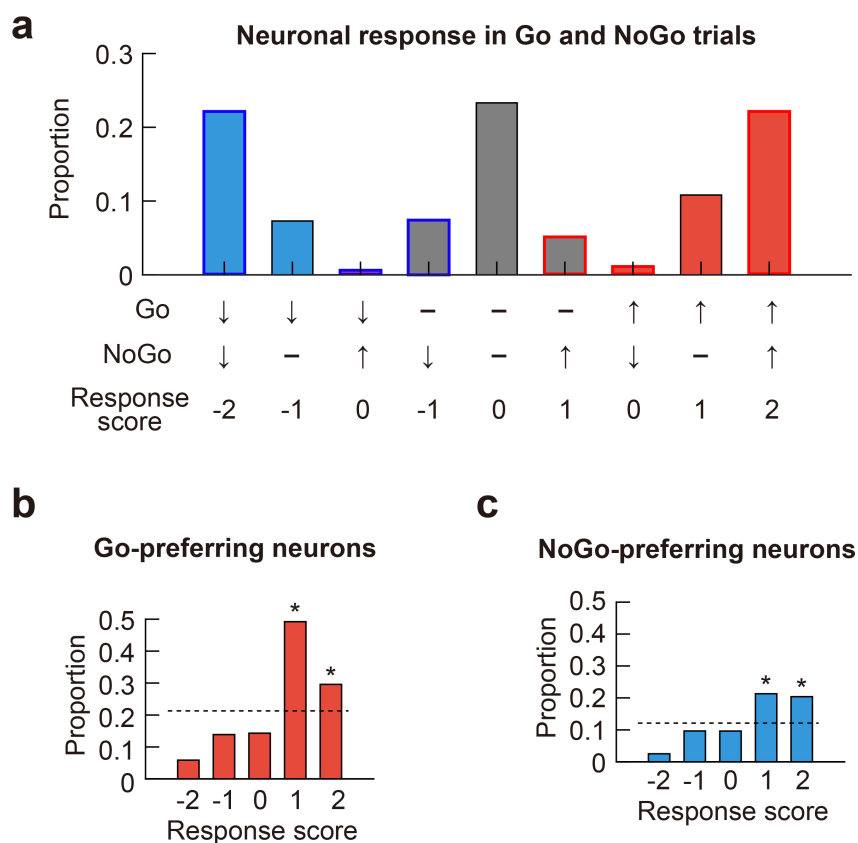 a
Neuronal response in Go and NoGo trials
Proportion
0.3
0.2
0.1
0
Go ↓ ↓ ↓ – – – ↑ ↑ ↑
NoGo ↓ – ↑ ↓ – ↑ ↓ – ↑
Response
score
-2 -1 0 -1 0 1 0 1 2
b
Go-preferring neurons
Proportion
0.5
0.4
0.3
0.2
0.1
0
* *
-2 -1 0 1 2
Response score
c
NoGo-preferring neurons
Proportion
0.5
0.4
0.3
0.2
0.1
0
* *
-2 -1 0 1 2
Response score